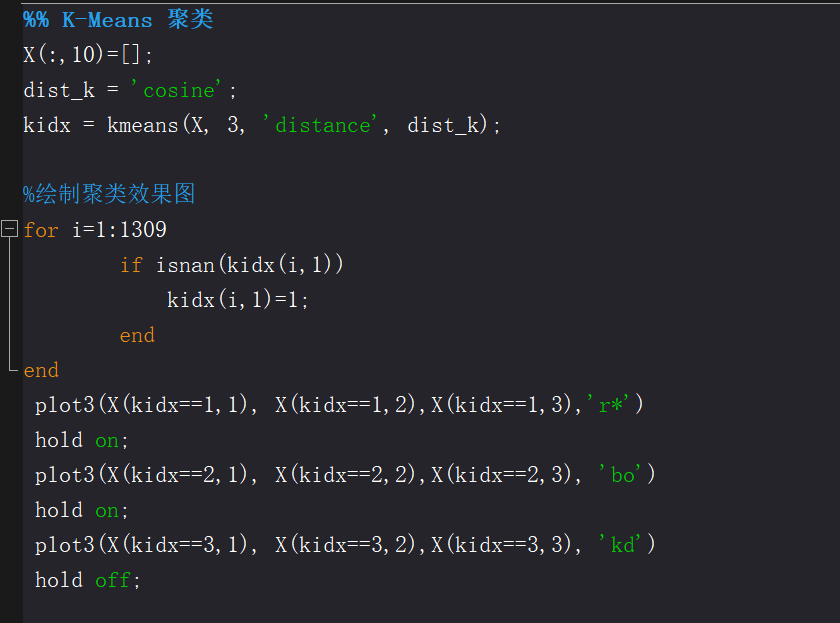 %% K-Means 聚类
X(:,10)=[];
dist_k = 'cosine';
kidx = kmeans(X, 3, 'distance', dist_k);
%绘制聚类效果图
for i=1:1309
if isnan(kidx(i,1))
kidx(i,1)=1;
end
end
plot3(X(kidx==1,1), X(kidx==1,2),X(kidx==1,3),'r*')
hold on;
plot3(X(kidx==2,1), X(kidx==2,2),X(kidx==2,3), 'bo')
hold on;
plot3(X(kidx==3,1), X(kidx==3,2),X(kidx==3,3), 'kd')
hold off;